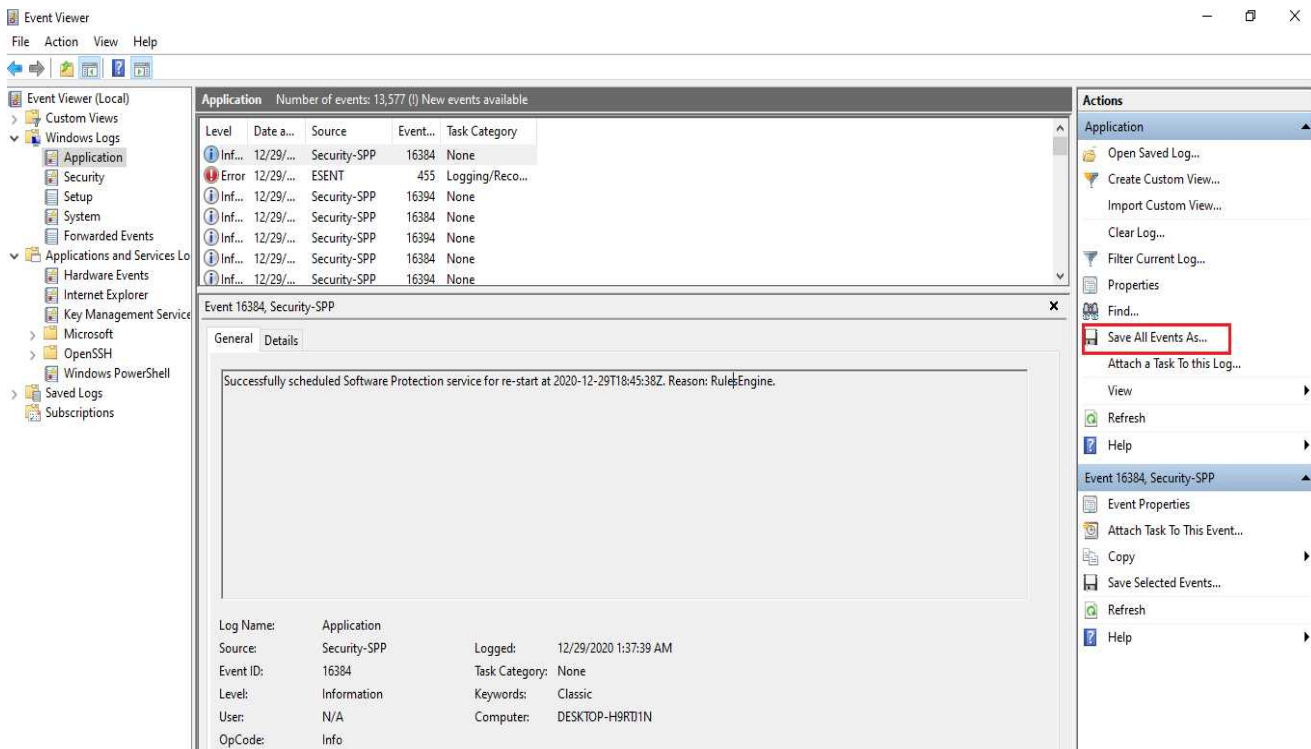 Event Viewer
File Action View Help
Event Viewer (Local)
Custom Views
Windows Logs
Application
Security
Setup
System
Forwarded Events
Applications and Services Lo
Hardware Events
Internet Explorer
Key Management Service
Microsoft
OpenSSH
Windows PowerShell
Saved Logs
Subscriptions
Application Number of events: 13,577 (!) New events available
Level Date a... Source Event... Task Category
Inf... 12/29/... Security-SPP 16384 None
Error 12/29/... ESENT 455 Logging/Reco...
Inf... 12/29/... Security-SPP 16394 None
Inf... 12/29/... Security-SPP 16384 None
Inf... 12/29/... Security-SPP 16394 None
Inf... 12/29/... Security-SPP 16384 None
Inf... 12/29/... Security-SPP 16394 None
Event 16384, Security-SPP
General Details
Successfully scheduled Software Protection service for re-start at 2020-12-29T18:45:38Z. Reason: RulesEngine.
Log Name: Application
Source: Security-SPP Logged: 12/29/2020 1:37:39 AM
Event ID: 16384 Task Category: None
Level: Information Keywords: Classic
User: N/A Computer:
OpCode: Info
Actions
Application
Open Saved Log...
Create Custom View...
Import Custom View...
Clear Log...
Filter Current Log...
Properties
Find...
Save All Events As...
Attach a Task To this Log...
View
Refresh
Help
Event 16384, Security-SPP
Event Properties
Attach Task To This Event...
Copy
Save Selected Events...
Refresh
Help